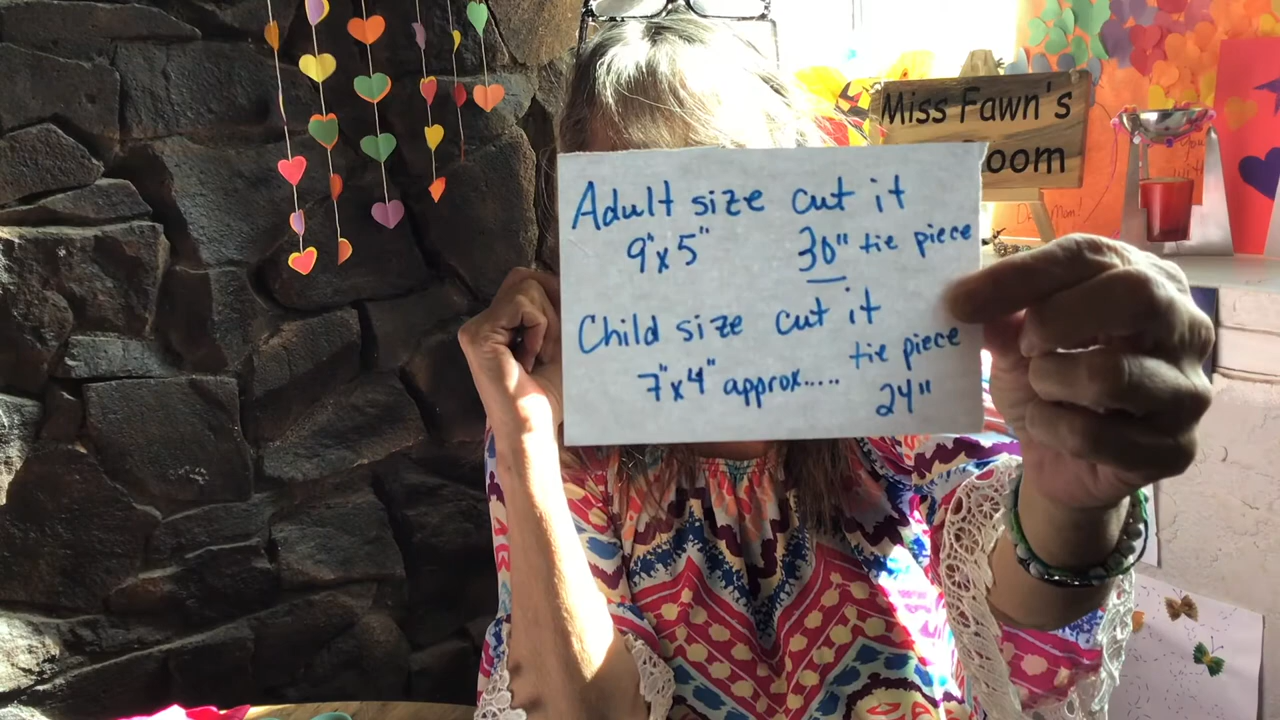 Miss Fawn's
oom
Adult size cut it
9"x5" 30" tie piece
Child size cut it
tie piece
7"x4" approx.....
24"